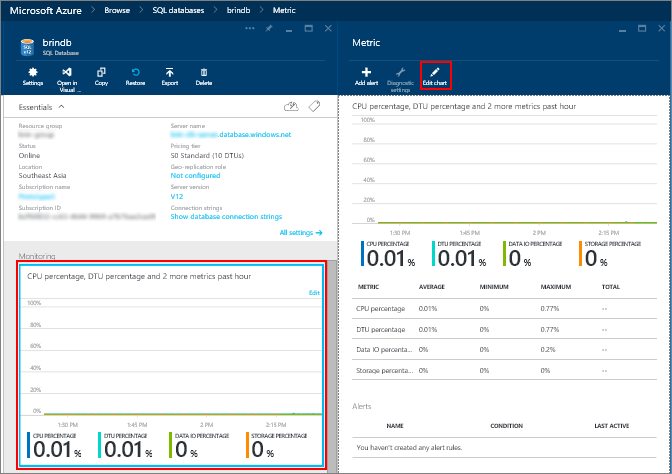 Microsoft Azure Browse SQL databases brindb Metric
brindb
SQL Database
SQL
V12
Settings Open in Visual ... Copy Restore Export Delete
Essentials
Resource group
Server name
.database.windows.net
Status
Online
Pricing tier
S0 Standard (10 DTUs)
Location
Southeast Asia
Geo-replication role
Not configured
Subscription name
Server version
V12
Subscription ID
Connection strings
Show database connection strings
All settings
Monitoring
CPU percentage, DTU percentage and 2 more metrics past hour
Edit
100%
80%
60%
40%
20%
0%
1:30 PM 1:45 PM 2 PM 2:15 PM
CPU PERCENTAGE DTU PERCENTAGE DATA IO PERCENTAGE STORAGE PERCENTAGE
0.01 % 0.01 % 0 % 0 %
Metric
Add alert Diagnostic settings Edit chart
CPU percentage, DTU percentage and 2 more metrics past hour
100%
80%
60%
40%
20%
0%
1:30 PM 1:45 PM 2 PM 2:15 PM
CPU PERCENTAGE DTU PERCENTAGE DATA IO PERCENTAGE STORAGE PERCENTAGE
0.01 % 0.01 % 0 % 0 %
METRIC AVERAGE MINIMUM MAXIMUM TOTAL
CPU percentage 0.01% 0% 0.77% --
DTU percentage 0.01% 0% 0.77% --
Data IO percenta... 0% 0% 0.2% --
Storage percenta... 0% 0% 0% --
Alerts
NAME CONDITION LAST ACTIVE
You haven't created any alert rules.